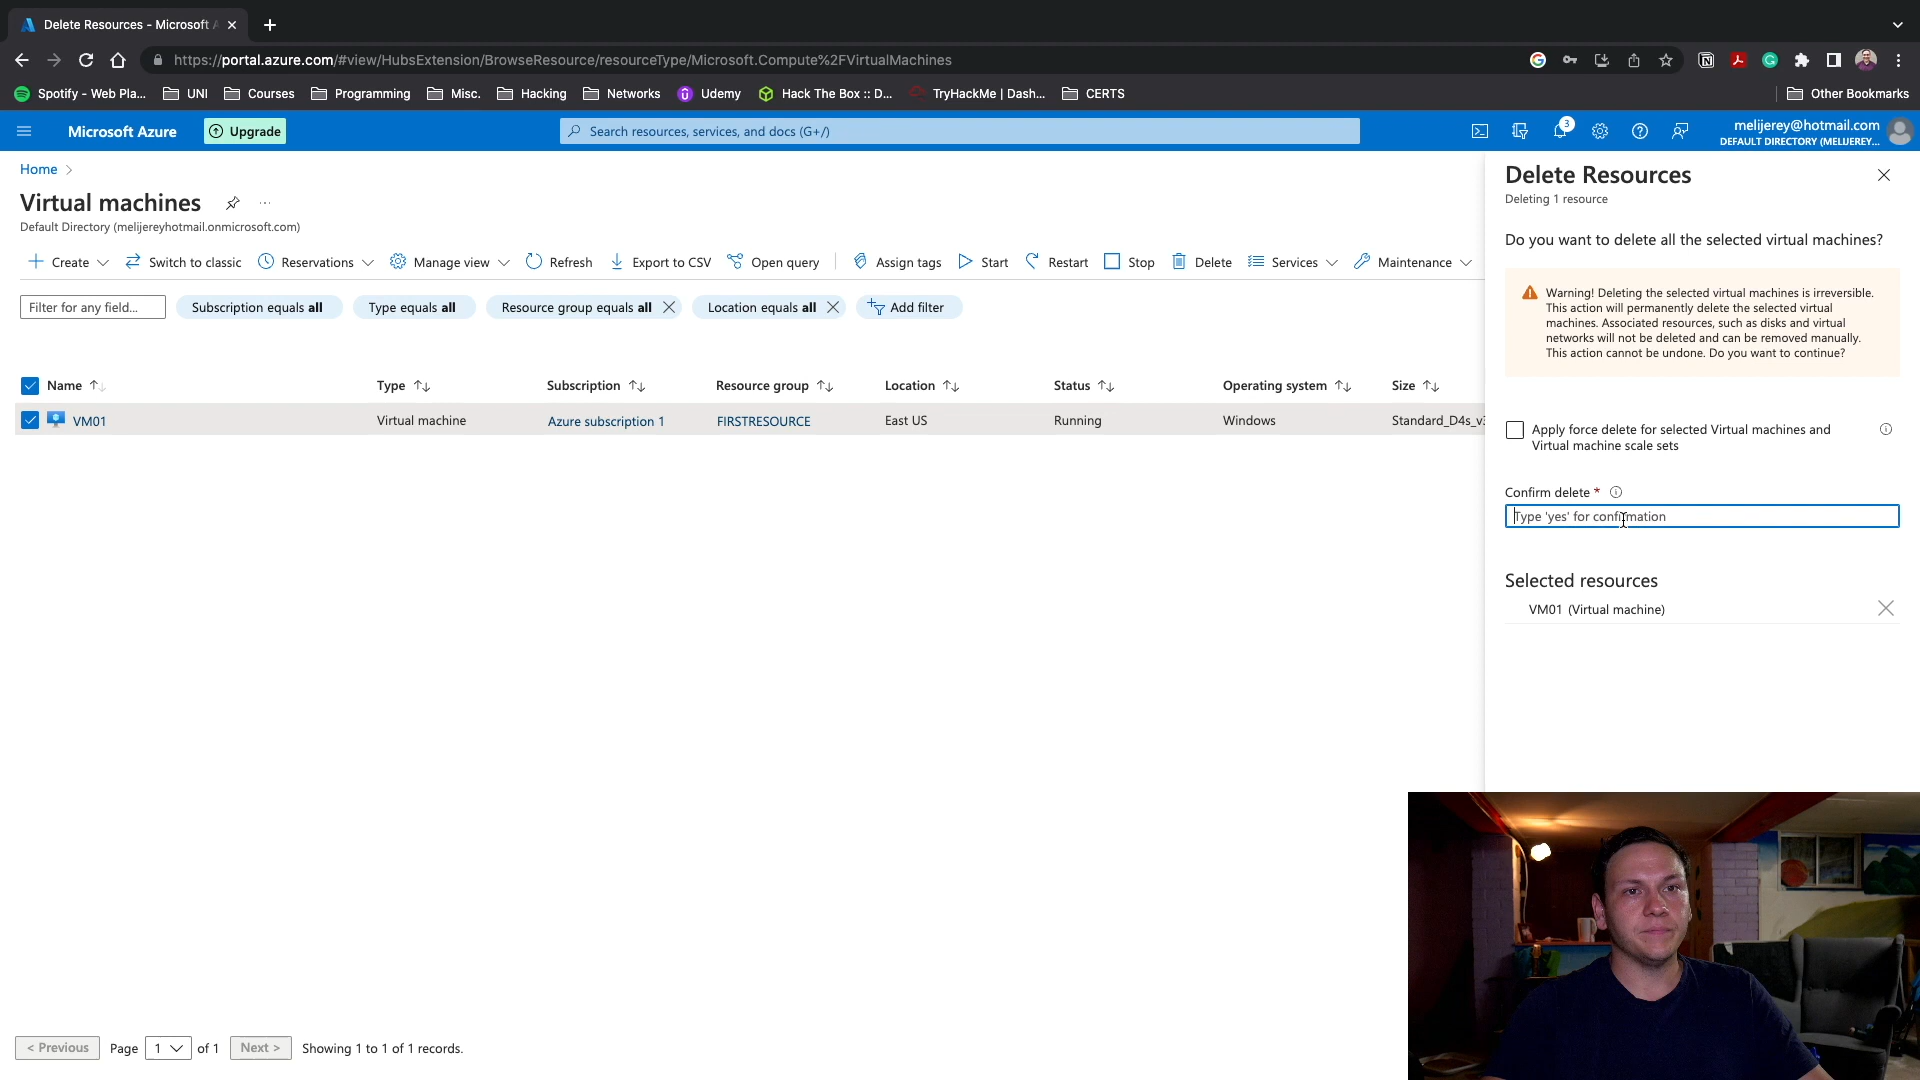 Delete Resources - Microsoft A
https://portal.azure.com/#view/HubsExtension/BrowseResource/resourceType/Microsoft.Compute%2FVirtualMachines
Spotify - Web Pla... UNI Courses Programming Misc. Hacking Networks Udemy Hack The Box :: D... TryHackMe | Dash... CERTS Other Bookmarks
Microsoft Azure Upgrade Search resources, services, and docs (G+/) 3 melijerey@hotmail.com
DEFAULT DIRECTORY (MELIJEREY...
Home >
Virtual machines ...
Default Directory (melijereyhotmail.onmicrosoft.com)
Create Switch to classic Reservations Manage view Refresh Export to CSV Open query Assign tags Start Restart Stop Delete Services Maintenance
Filter for any field... Subscription equals all Type equals all Resource group equals all Location equals all Add filter
Name Type Subscription Resource group Location Status Operating system Size
VM01 Virtual machine Azure subscription 1 FIRSTRESOURCE East US Running Windows Standard_D4s_v3
< Previous Page 1 of 1 Next > Showing 1 to 1 of 1 records.
Delete Resources
Deleting 1 resource
Do you want to delete all the selected virtual machines?
Warning! Deleting the selected virtual machines is irreversible.
This action will permanently delete the selected virtual
machines. Associated resources, such as disks and virtual
networks will not be deleted and can be removed manually.
This action cannot be undone. Do you want to continue?
Apply force delete for selected Virtual machines and
Virtual machine scale sets
Confirm delete *
Type 'yes' for confirmation
Selected resources
VM01 (Virtual machine)